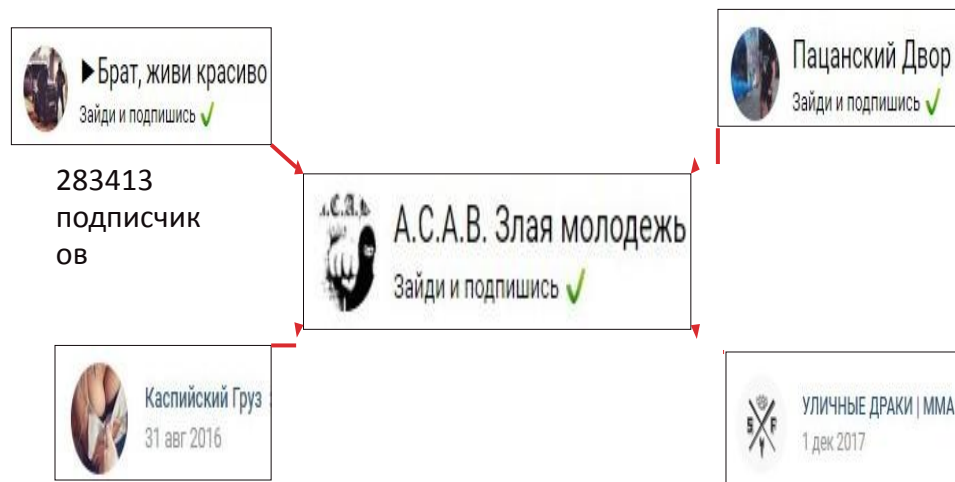 ▶Брат, живи красиво
Зайди и подпишись ✓
Пацанский Двор
Зайди и подпишись ✓
283413
подписчик
ов
A.C.A.B.
А.С.А.В. Злая молодежь
Зайди и подпишись ✓
Каспийский Груз
31 авг 2016
S F
УЛИЧНЫЕ ДРАКИ | ММА
1 дек 2017